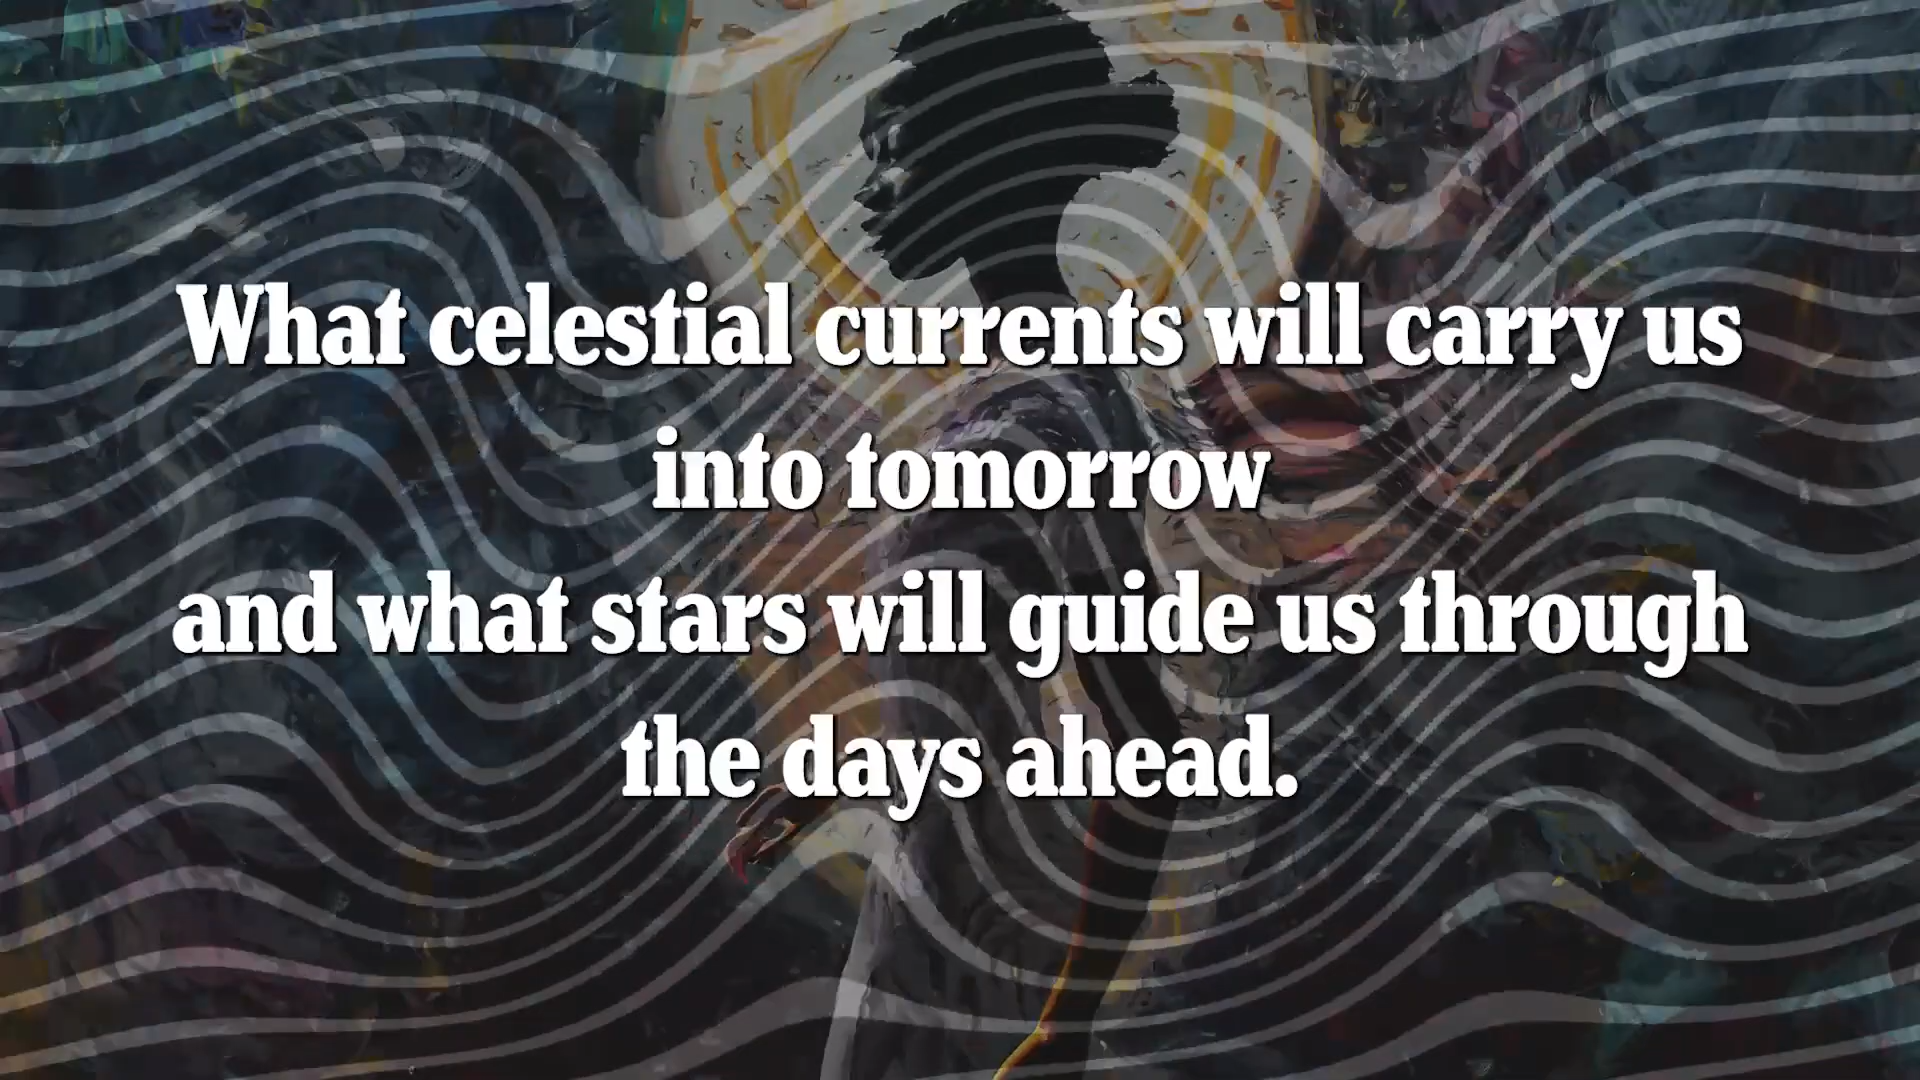 What celestial currents will carry us
into tomorrow
and what stars will guide us through
the days ahead.